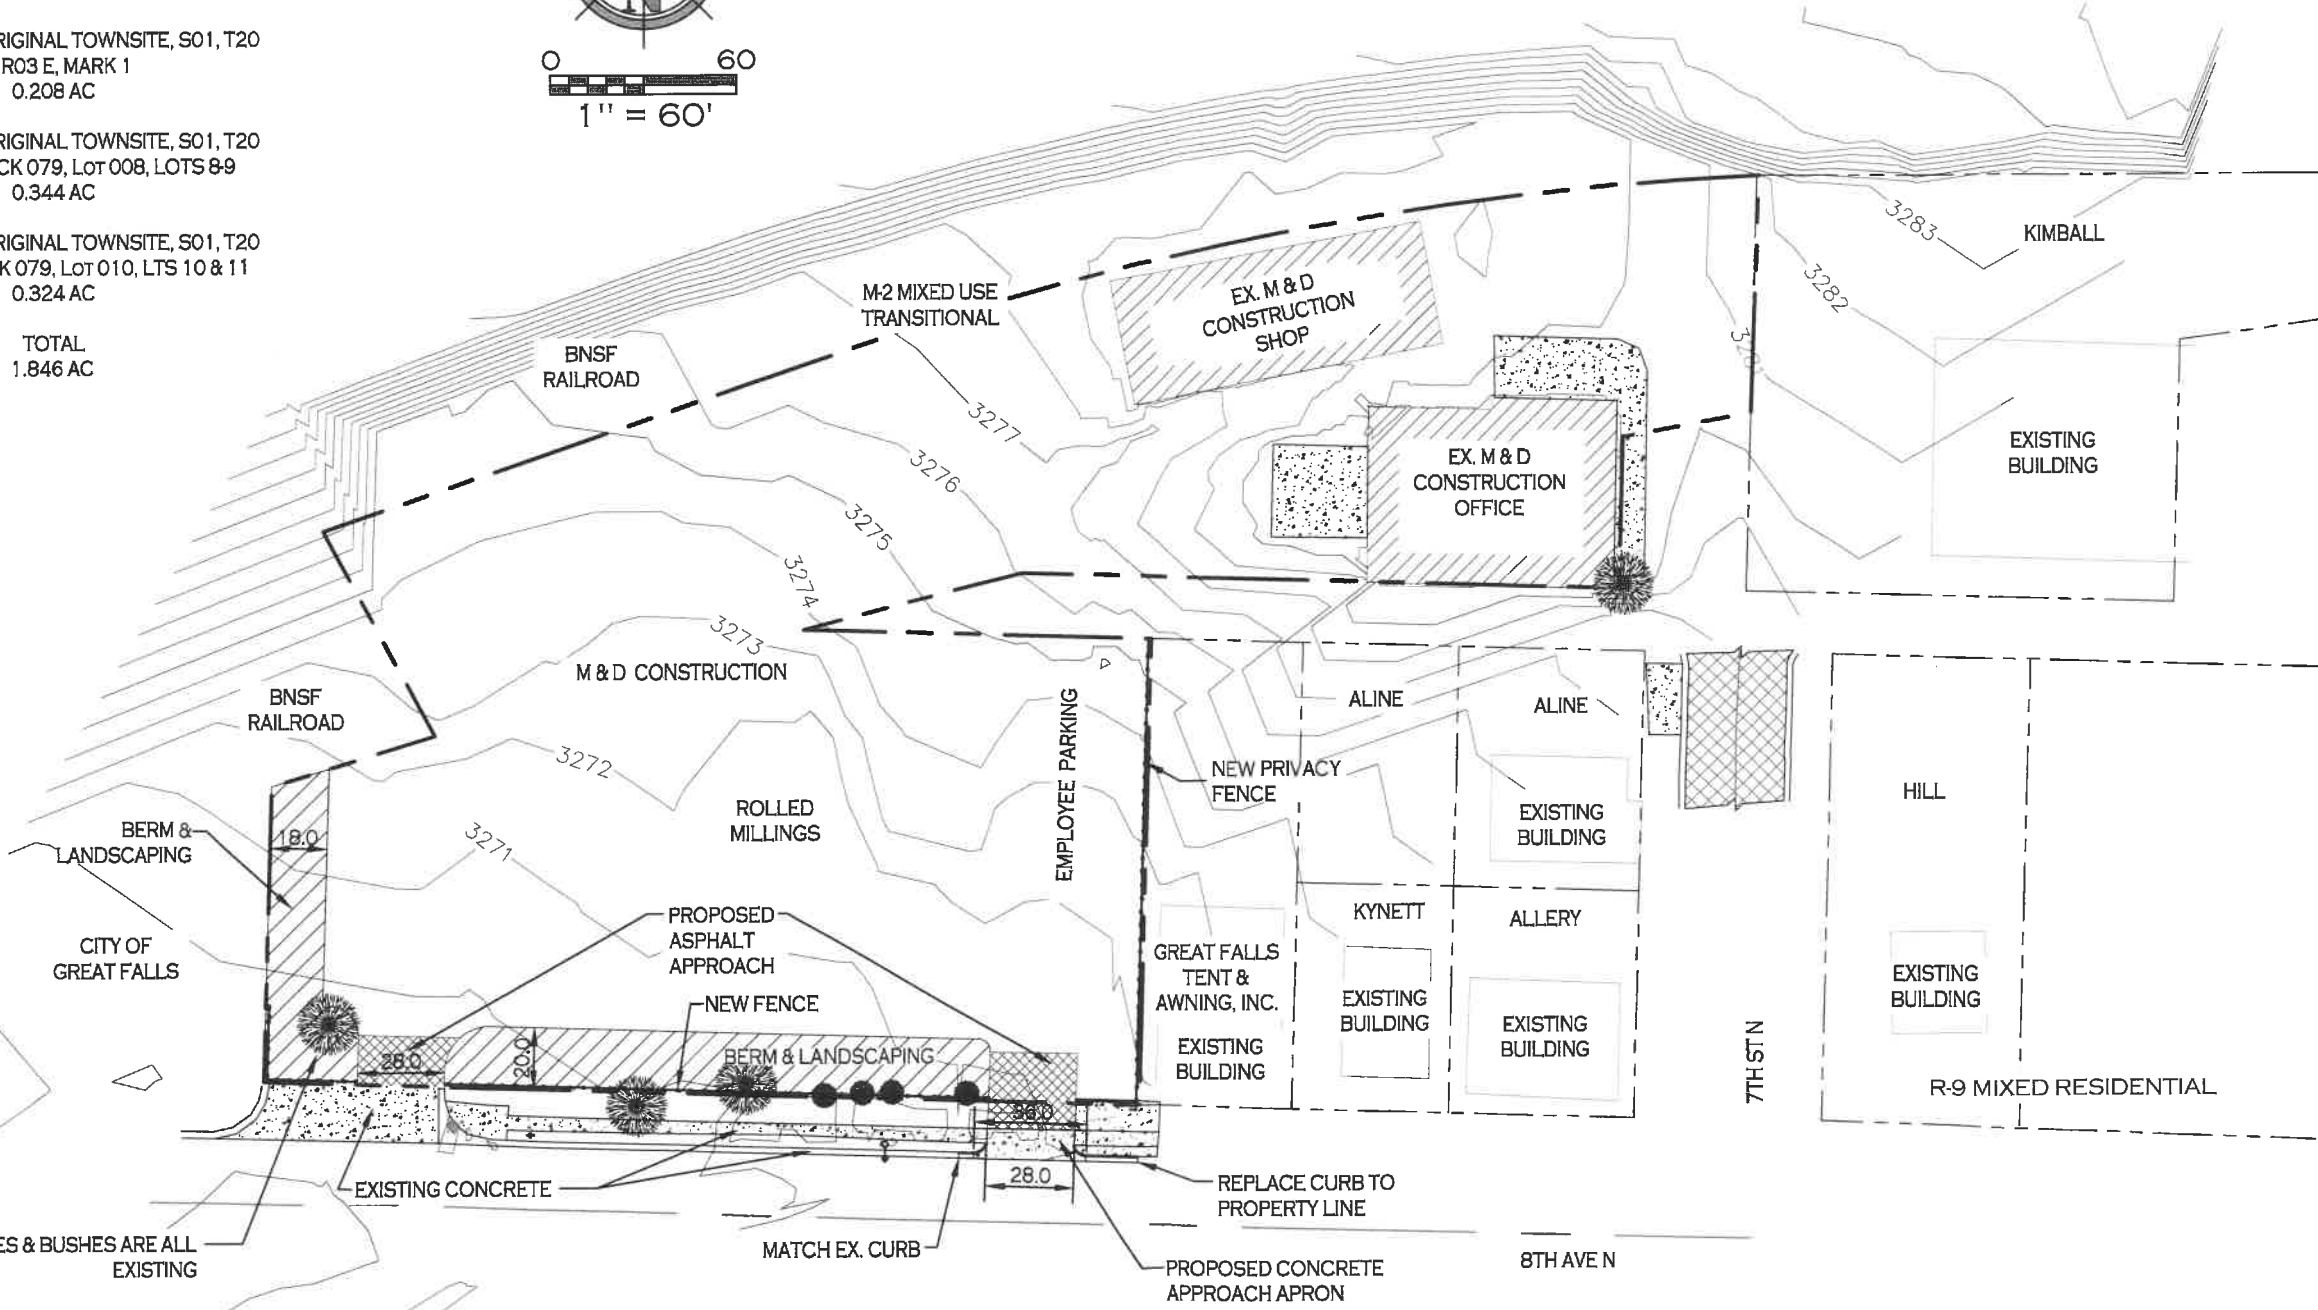 N
RIGINAL TOWNSITE, S01, T20
R03 E, MARK 1
0.208 AC
RIGINAL TOWNSITE, S01, T20
CK 079, LOT 008, LOTS 8-9
0.344 AC
RIGINAL TOWNSITE, S01, T20
K 079, LOT 010, LTS 10 & 11
0.324 AC
TOTAL
1.846 AC
0 60
1" = 60'
M-2 MIXED USE
TRANSITIONAL
BNSF
RAILROAD
EX. M & D
CONSTRUCTION
SHOP
3283
KIMBALL
3282
3277
3276
3275
3274
3273
EX. M & D
CONSTRUCTION
OFFICE
EXISTING
BUILDING
M & D CONSTRUCTION
BNSF
RAILROAD
3272
3271
ROLLED
MILLINGS
EMPLOYEE PARKING
NEW PRIVACY
FENCE
ALINE
ALINE
EXISTING
BUILDING
HILL
BERM &
LANDSCAPING
18.0
CITY OF
GREAT FALLS
PROPOSED
ASPHALT
APPROACH
NEW FENCE
28.0
20.0
BERM & LANDSCAPING
GREAT FALLS
TENT &
AWNING, INC.
EXISTING
BUILDING
KYNETT
EXISTING
BUILDING
ALLERY
EXISTING
BUILDING
EXISTING
BUILDING
7TH ST N
R-9 MIXED RESIDENTIAL
36.0
28.0
EXISTING CONCRETE
REPLACE CURB TO
PROPERTY LINE
ES & BUSHES ARE ALL
EXISTING
MATCH EX. CURB
PROPOSED CONCRETE
APPROACH APRON
8TH AVE N